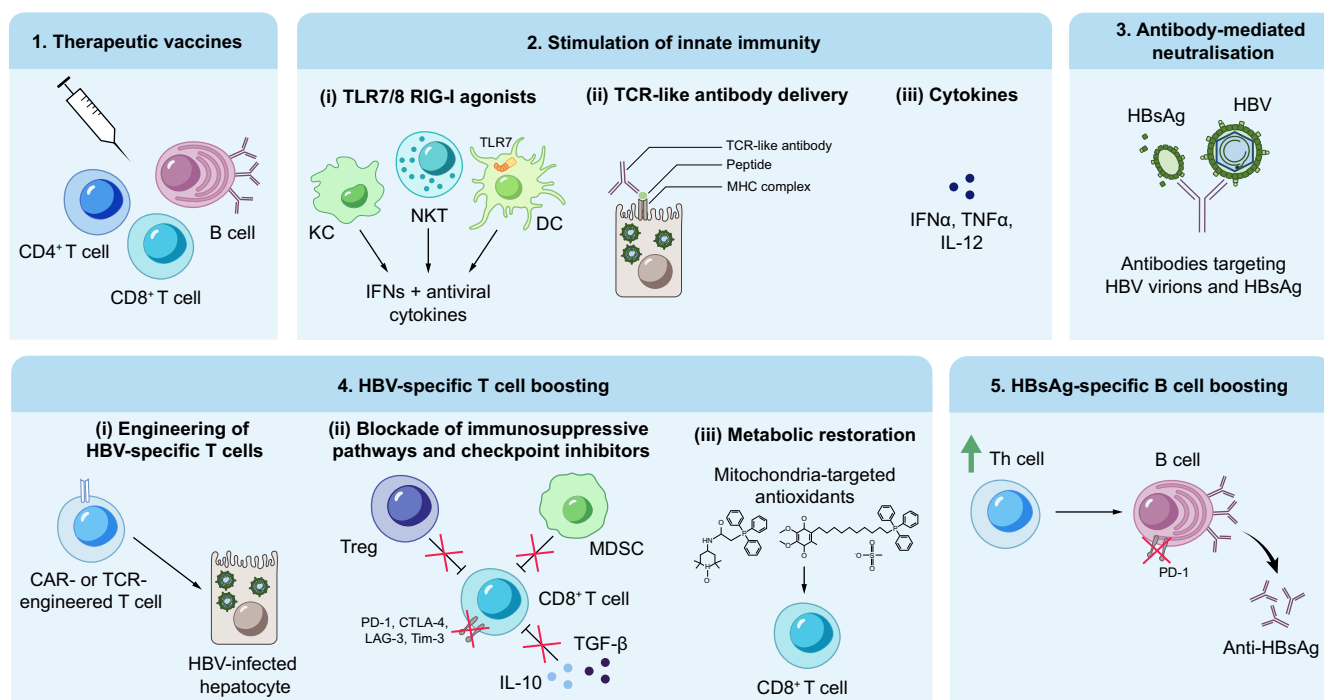 1. Therapeutic vaccines
CD4⁺ T cell
B cell
CD8⁺ T cell
2. Stimulation of innate immunity
(i) TLR7/8 RIG-I agonists
TLR7
KC
NKT
DC
IFNs + antiviral
cytokines
(ii) TCR-like antibody delivery
TCR-like antibody
Peptide
MHC complex
(iii) Cytokines
IFNα, TNFα,
IL-12
3. Antibody-mediated
neutralisation
HBsAg
HBV
Antibodies targeting
HBV virions and HBsAg
4. HBV-specific T cell boosting
(i) Engineering of
HBV-specific T cells
CAR- or TCR-
engineered T cell
HBV-infected
hepatocyte
(ii) Blockade of immunosuppressive
pathways and checkpoint inhibitors
Treg
MDSC
CD8⁺ T cell
PD-1, CTLA-4,
LAG-3, Tim-3
TGF-β
IL-10
(iii) Metabolic restoration
Mitochondria-targeted
antioxidants
CD8⁺ T cell
5. HBsAg-specific B cell boosting
Th cell
B cell
PD-1
Anti-HBsAg